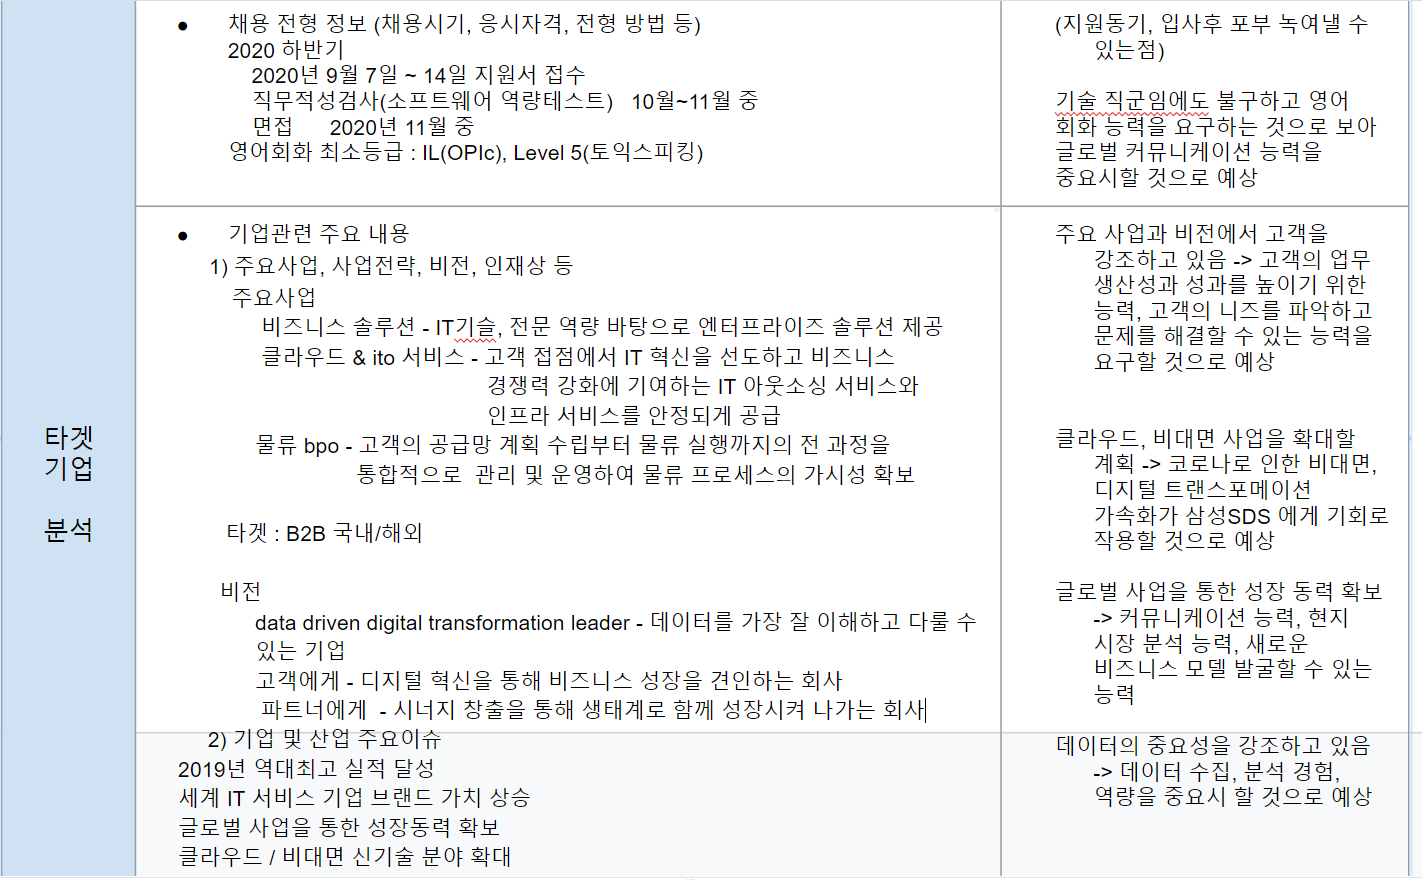 타겟
기업
분석
● 채용 전형 정보 (채용시기, 응시자격, 전형 방법 등)
2020 하반기
2020년 9월 7일 ~ 14일 지원서 접수
직무적성검사(소프트웨어 역량테스트) 10월~11월 중
면접 2020년 11월 중
영어회화 최소등급 : IL(OPIc), Level 5(토익스피킹)
(지원동기, 입사후 포부 녹여낼 수
있는점)
기술 직군임에도 불구하고 영어
회화 능력을 요구하는 것으로 보아
글로벌 커뮤니케이션 능력을
중요시할 것으로 예상
● 기업관련 주요 내용
1) 주요사업, 사업전략, 비전, 인재상 등
주요사업
비즈니스 솔루션 - IT기슬, 전문 역량 바탕으로 엔터프라이즈 솔루션 제공
클라우드 & ito 서비스 - 고객 접점에서 IT 혁신을 선도하고 비즈니스
경쟁력 강화에 기여하는 IT 아웃소싱 서비스와
인프라 서비스를 안정되게 공급
물류 bpo - 고객의 공급망 계획 수립부터 물류 실행까지의 전 과정을
통합적으로 관리 및 운영하여 물류 프로세스의 가시성 확보
타겟 : B2B 국내/해외
비전
data driven digital transformation leader - 데이터를 가장 잘 이해하고 다룰 수
있는 기업
고객에게 - 디지털 혁신을 통해 비즈니스 성장을 견인하는 회사
파트너에게 - 시너지 창출을 통해 생태계로 함께 성장시켜 나가는 회사
2) 기업 및 산업 주요이슈
2019년 역대최고 실적 달성
세계 IT 서비스 기업 브랜드 가치 상승
글로벌 사업을 통한 성장동력 확보
클라우드 / 비대면 신기술 분야 확대
주요 사업과 비전에서 고객을
강조하고 있음 -> 고객의 업무
생산성과 성과를 높이기 위한
능력, 고객의 니즈를 파악하고
문제를 해결할 수 있는 능력을
요구할 것으로 예상
클라우드, 비대면 사업을 확대할
계획 -> 코로나로 인한 비대면,
디지털 트랜스포메이션
가속화가 삼성SDS 에게 기회로
작용할 것으로 예상
글로벌 사업을 통한 성장 동력 확보
-> 커뮤니케이션 능력, 현지
시장 분석 능력, 새로운
비즈니스 모델 발굴할 수 있는
능력
데이터의 중요성을 강조하고 있음
-> 데이터 수집, 분석 경험,
역량을 중요시 할 것으로 예상